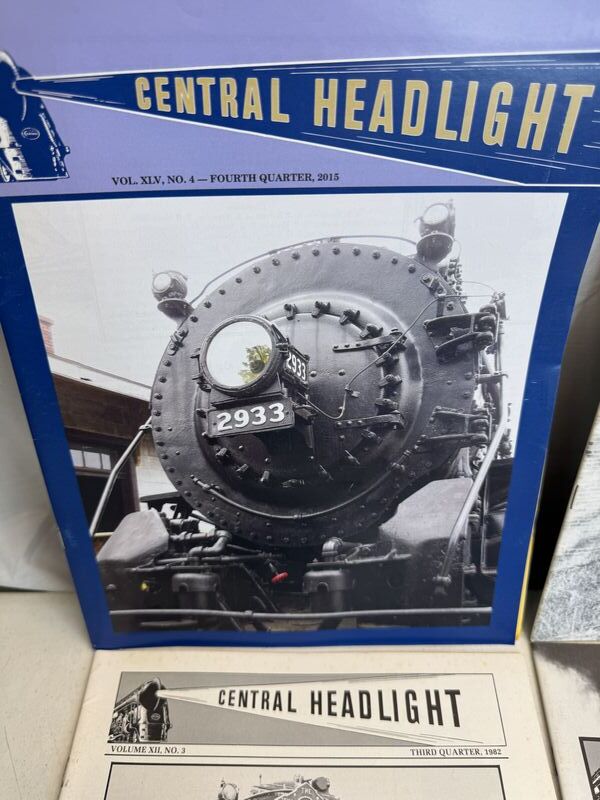 CENTRAL HEADLIGHT
VOL. XLV, NO. 4 — FOURTH QUARTER, 2015
2933
2933
CENTRAL HEADLIGHT
VOLUME XII, NO. 3
THIRD QUARTER, 1982
THE